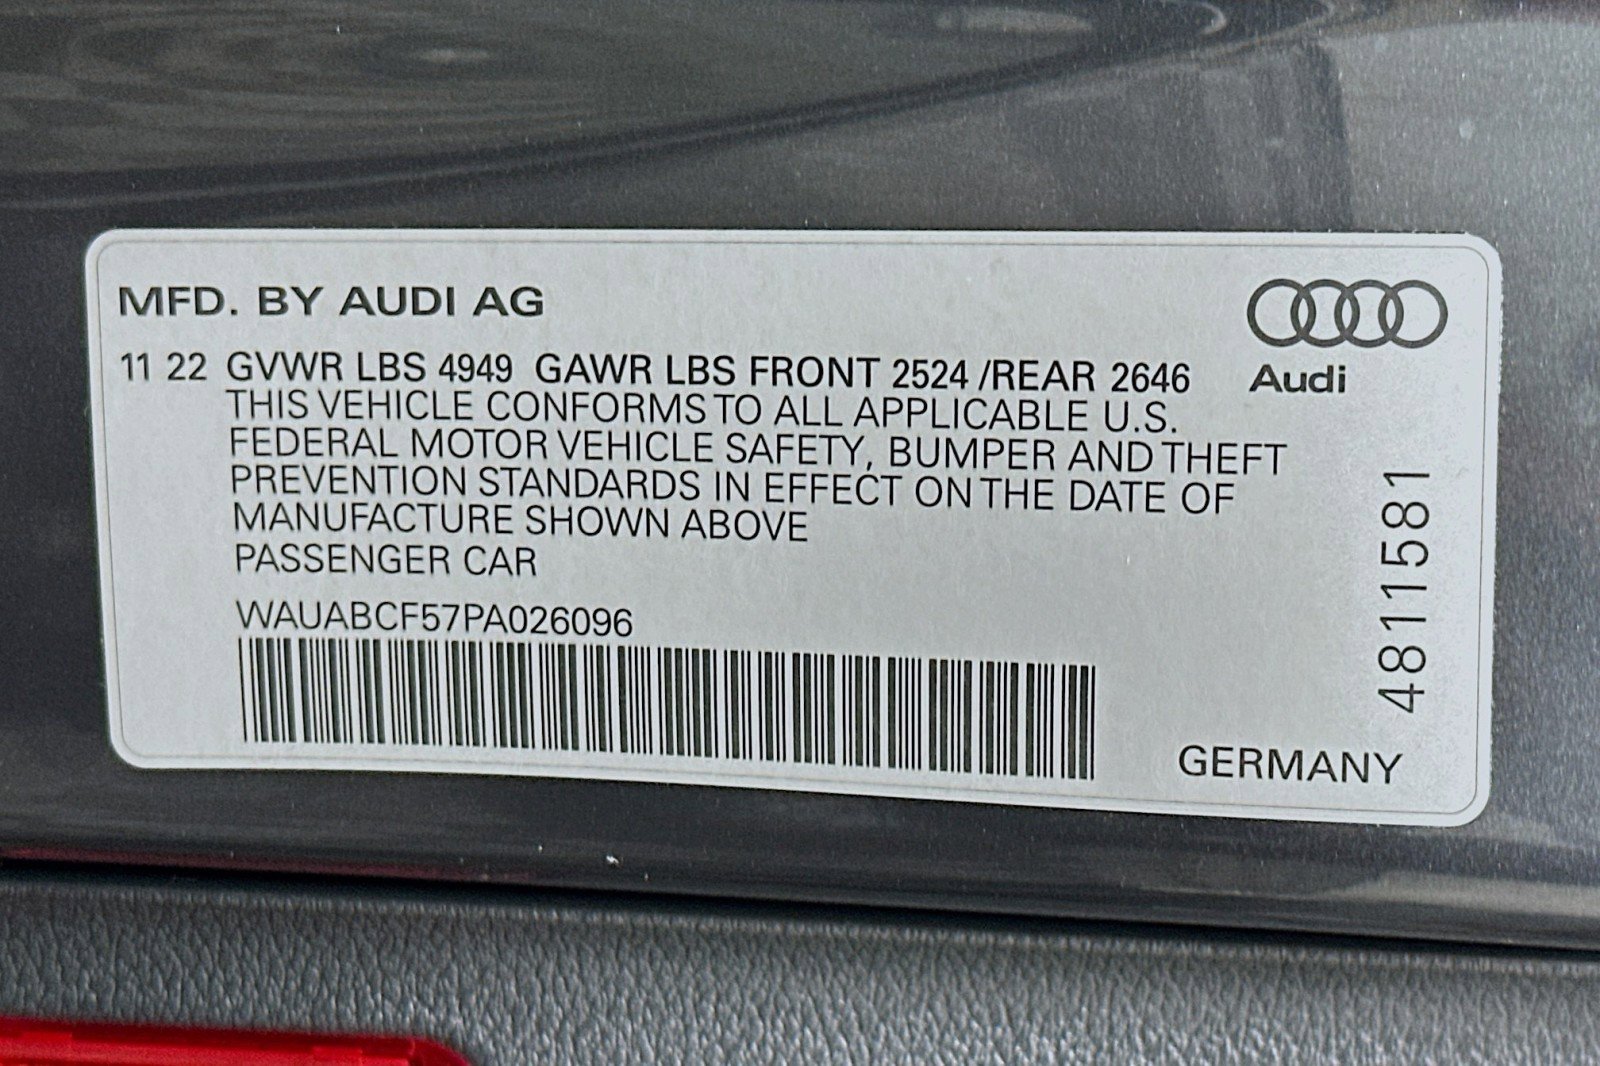 MFD. BY AUDI AG
11 22 GVWR LBS 4949 GAWR LBS FRONT 2524 /REAR 2646
Audi
THIS VEHICLE CONFORMS TO ALL APPLICABLE U.S.
FEDERAL MOTOR VEHICLE SAFETY, BUMPER AND THEFT
PREVENTION STANDARDS IN EFFECT ON THE DATE OF
MANUFACTURE SHOWN ABOVE
PASSENGER CAR
WAUABCF57PA026096
4811581
GERMANY